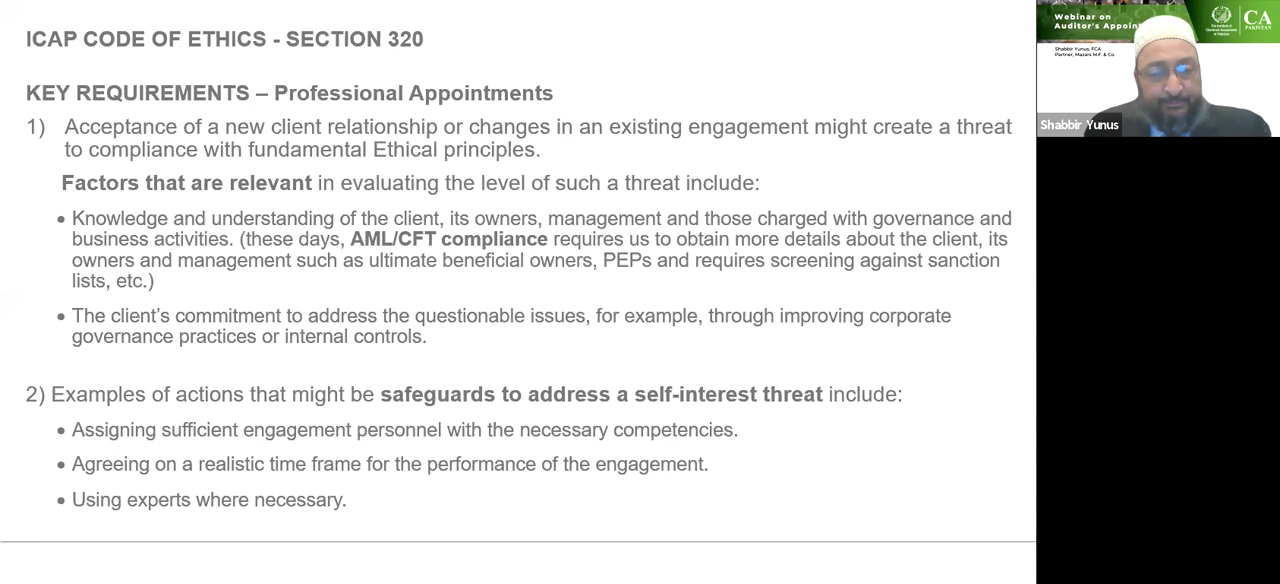 ICAP CODE OF ETHICS - SECTION 320
KEY REQUIREMENTS – Professional Appointments
1) Acceptance of a new client relationship or changes in an existing engagement might create a threat
to compliance with fundamental Ethical principles.
Factors that are relevant in evaluating the level of such a threat include:
• Knowledge and understanding of the client, its owners, management and those charged with governance and
business activities. (these days, AML/CFT compliance requires us to obtain more details about the client, its
owners and management such as ultimate beneficial owners, PEPs and requires screening against sanction
lists, etc.)
• The client’s commitment to address the questionable issues, for example, through improving corporate
governance practices or internal controls.
2) Examples of actions that might be safeguards to address a self-interest threat include:
• Assigning sufficient engagement personnel with the necessary competencies.
• Agreeing on a realistic time frame for the performance of the engagement.
• Using experts where necessary.
Webinar on
Auditor's Appoint
CA
PAKISTAN
Shabbir Yunus, FCA
Partner, Mazars M.F. & Co.
Shabbir Yunus